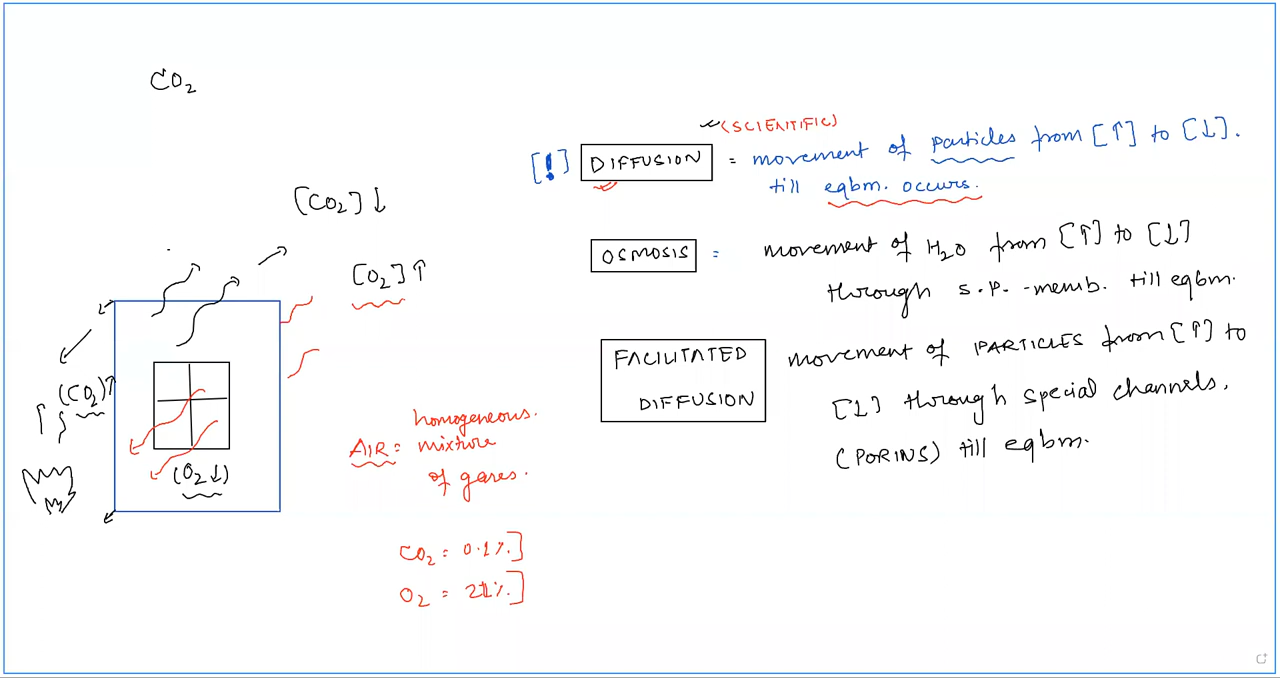 CO₂
(SCIENTIFIC)
[!] DIFFUSION = movement of particles from [↑] to [↓].
till eqbm. occurs.
[CO₂]↓
[O₂]↑
OSMOSIS = movement of H₂O from [↑] to [↓]
through s.p. -memb. till eqbm.
FACILITATED
DIFFUSION
movement of PARTICLES from [↑] to
[↓] through special channels.
(PORINS) till eqbm.
(CO₂)↑
(O₂↓)
homogeneous.
AIR = mixture
of gases.
CO₂ = 0.1%]
O₂ = 21%]